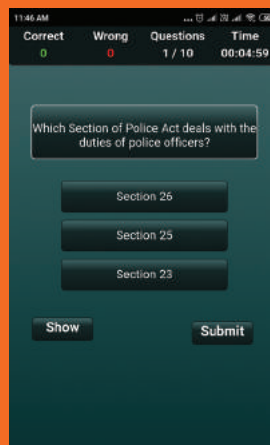 11:46 AM ...
Correct Wrong Questions Time
0 0 1 / 10 00:04:59
Which Section of Police Act deals with the
duties of police officers?
Section 26
Section 25
Section 23
Show Submit